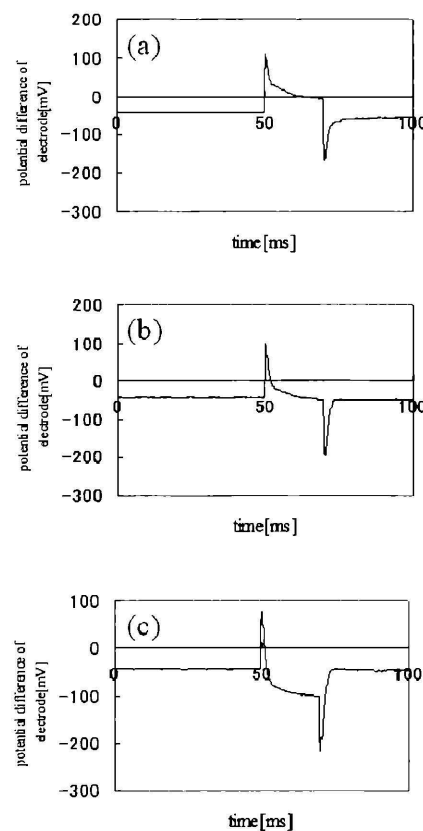 (a)
200
100
0
-100
-200
-300
0
50
100
potential difference of
electrode[mV]
time[ms]
(b)
200
100
0
-100
-200
-300
0
50
100
potential difference of
electrode[mV]
time[ms]
(c)
100
0
-100
-200
-300
0
50
100
potential difference of
electrode[mV]
time[ms]